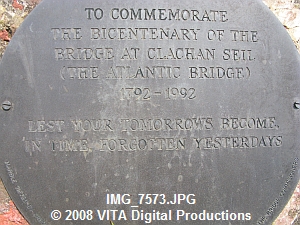 TO COMMEMORATE
THE BICENTENARY OF THE
BRIDGE AT CLACHAN SEIL
(THE ATLANTIC BRIDGE)
1792-1992
LEST YOUR TOMORROWS BECOME,
IN TIME, FORGOTTEN YESTERDAYS
IMG_7573.JPG
© 2008 VITA Digital Productions